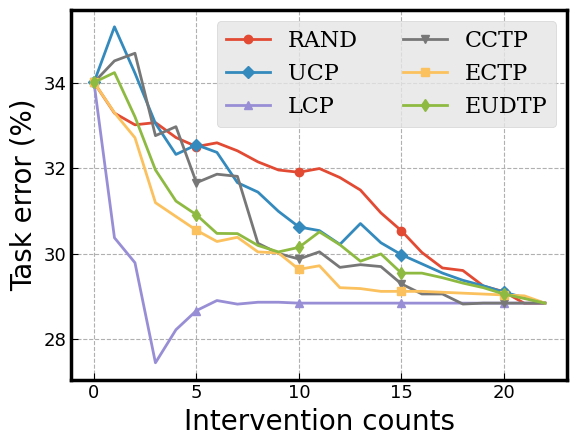 RAND
UCP
LCP
CCTP
ECTP
EUDTP
Task error (%)
34
32
30
28
0
5
10
15
20
Intervention counts